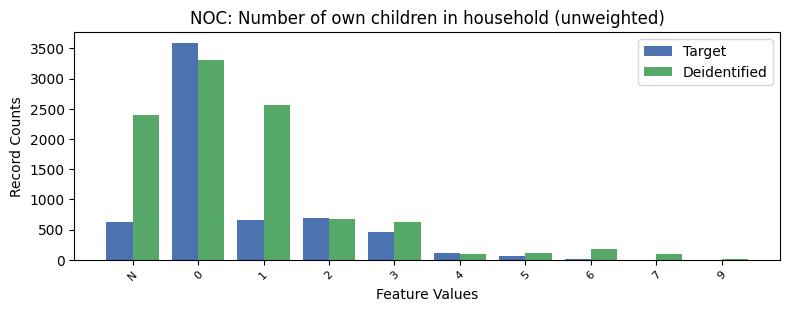 NOC: Number of own children in household (unweighted)
Target
Deidentified
Record Counts
3500
3000
2500
2000
1500
1000
500
0
N 0 1 2 3 4 5 6 7 9
Feature Values